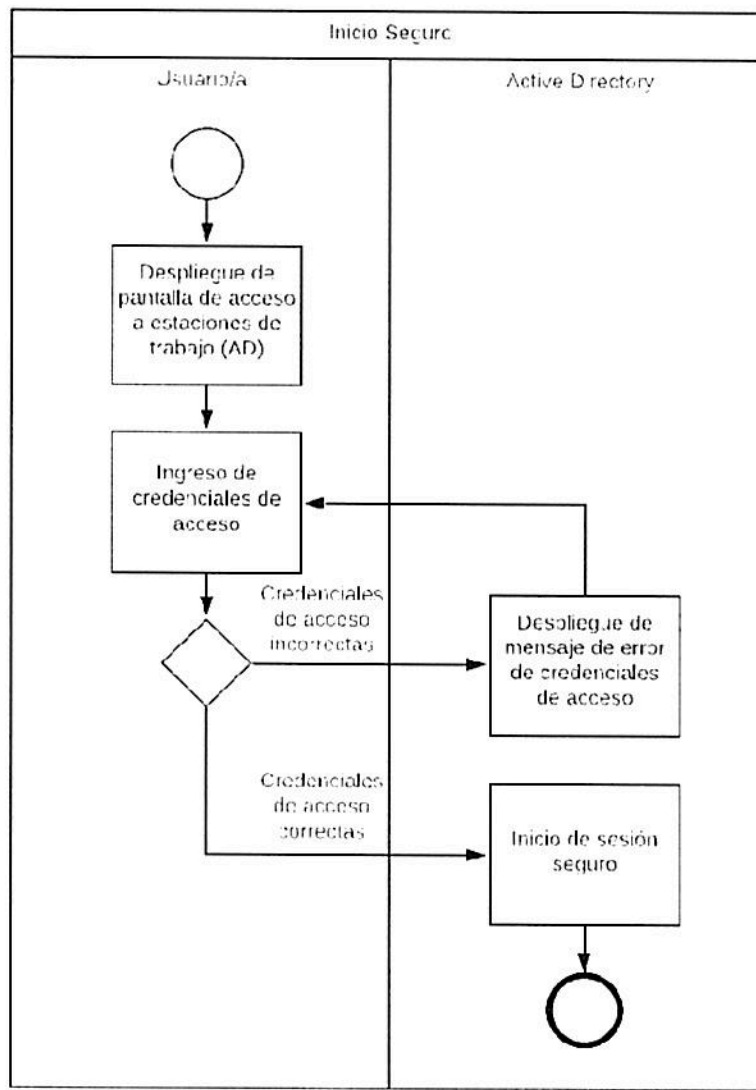 Inicio Seguro
Usuario/a
Active Directory
Despliegue de
pantalla de acceso
a estaciones de
trabajo (AD)
Ingreso de
credenciales de
acceso
Credenciales
de acceso
incorrectas
Despliegue de
mensaje de error
de credenciales
de acceso
Credenciales
de acceso
correctas
Inicio de sesión
seguro